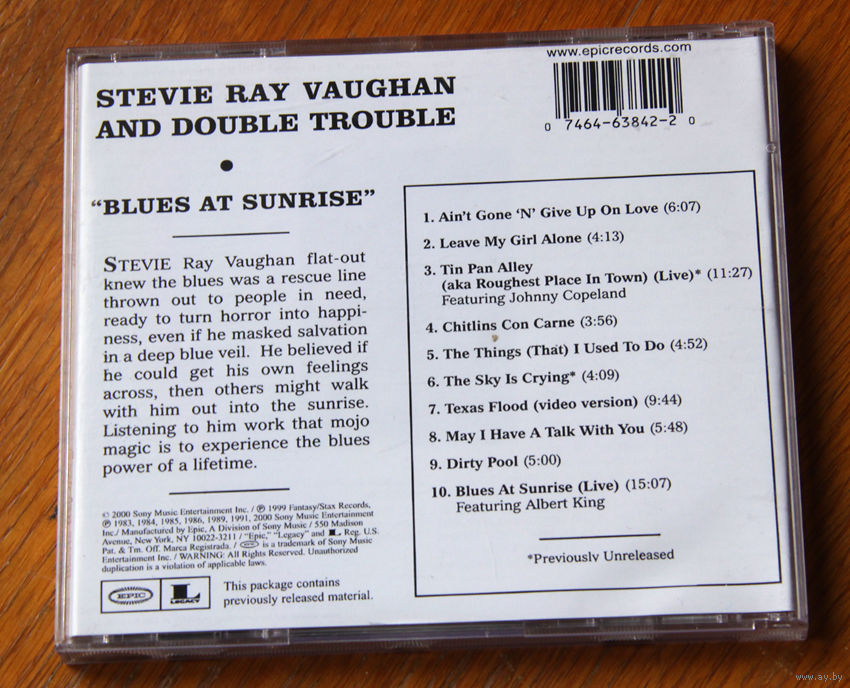 www.epicrecords.com
STEVIE RAY VAUGHAN
AND DOUBLE TROUBLE
0 7464-63842-2 0
•
“BLUES AT SUNRISE”
STEVIE Ray Vaughan flat-out
knew the blues was a rescue line
thrown out to people in need,
ready to turn horror into happi-
ness, even if he masked salvation
in a deep blue veil. He believed if
he could get his own feelings
across, then others might walk
with him out into the sunrise.
Listening to him work that mojo
magic is to experience the blues
power of a lifetime.
© 2000 Sony Music Entertainment Inc. / ℗ 1999 Fantasy/Stax Records,
℗ 1983, 1984, 1985, 1986, 1989, 1991, 2000 Sony Music Entertainment
Inc./ Manufactured by Epic, A Division of Sony Music / 550 Madison
Avenue, New York, NY 10022-3211 / "Epic," "Legacy" and L Reg. U.S.
Pat. & Tm. Off. Marca Registrada. / EPIC is a trademark of Sony Music
Entertainment Inc. / WARNING: All Rights Reserved. Unauthorized
duplication is a violation of applicable laws.
EPIC
LEGACY
This package contains
previously released material.
1. Ain't Gone 'N' Give Up On Love (6:07)
2. Leave My Girl Alone (4:13)
3. Tin Pan Alley
(aka Roughest Place In Town) (Live)* (11:27)
Featuring Johnny Copeland
4. Chitlins Con Carne (3:56)
5. The Things (That) I Used To Do (4:52)
6. The Sky Is Crying* (4:09)
7. Texas Flood (video version) (9:44)
8. May I Have A Talk With You (5:48)
9. Dirty Pool (5:00)
10. Blues At Sunrise (Live) (15:07)
Featuring Albert King
*Previously Unreleased
www.ay.by